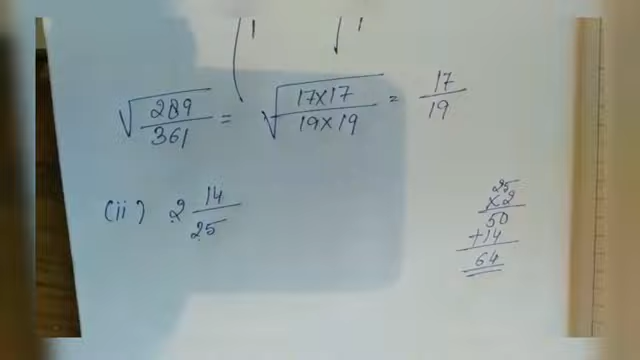 √(289/361) = √(17×17/19×19) = 17/19
(ii) 2 14/25
25
×2
50
+14
64